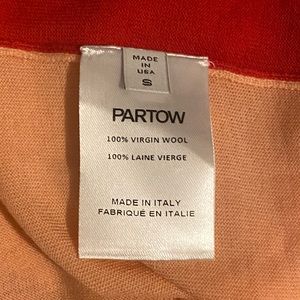 MADE
IN
USA
S
PARTOW
100% VIRGIN WOOL
100% LAINE VIERGE
MADE IN ITALY
FABRIQUÉ EN ITALIE